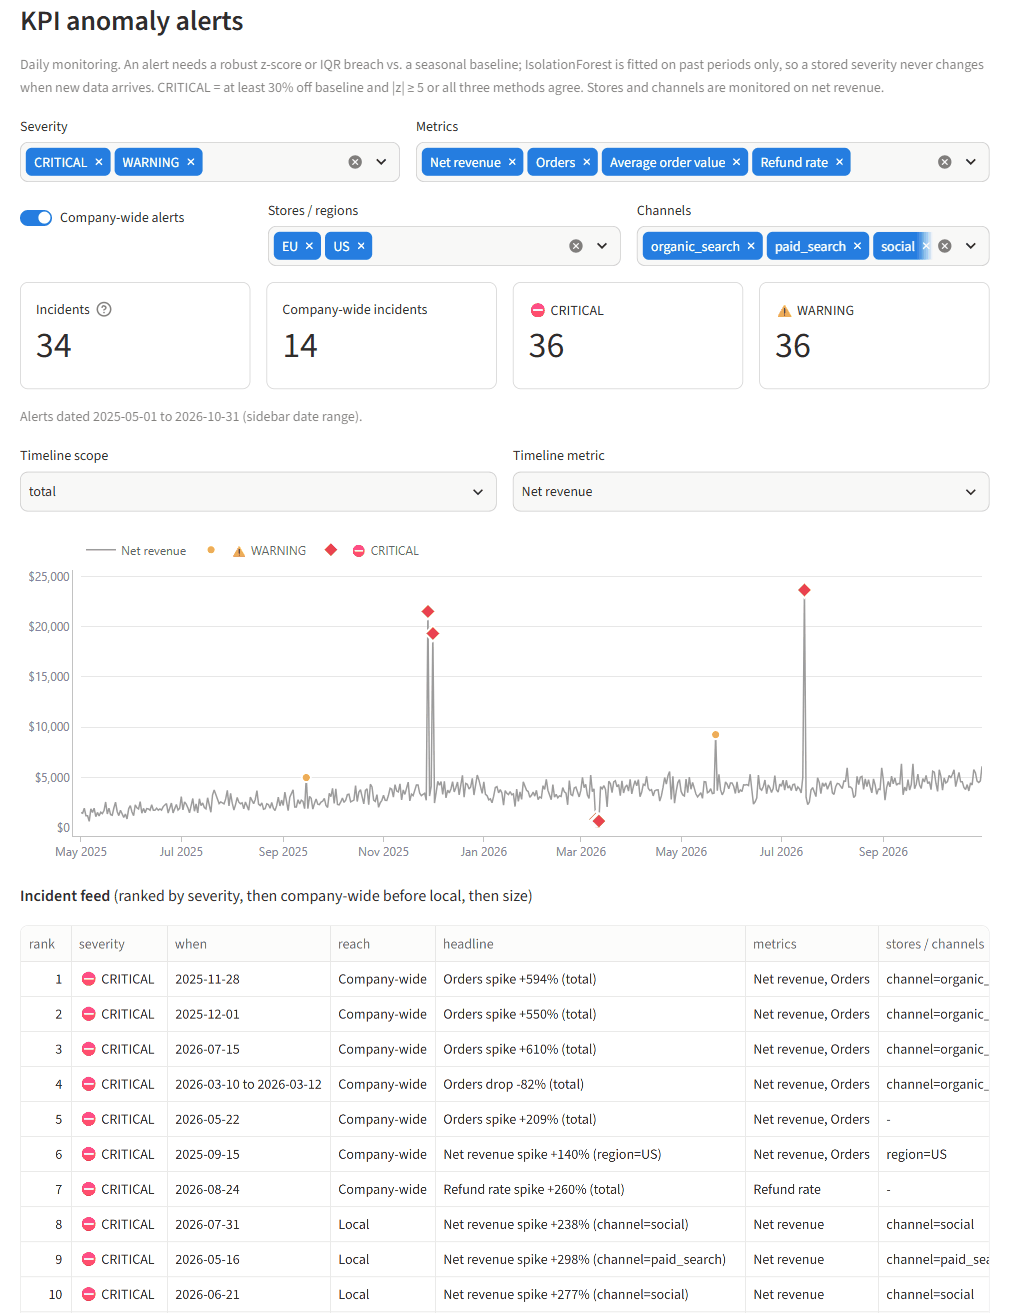 KPI anomaly alerts
Daily monitoring. An alert needs a robust z-score or IQR breach vs. a seasonal baseline; IsolationForest is fitted on past periods only, so a stored severity never changes
when new data arrives. CRITICAL = at least 30% off baseline and |z| ≥ 5 or all three methods agree. Stores and channels are monitored on net revenue.
Severity Metrics
CRITICAL × WARNING × Net revenue × Orders × Average order value × Refund rate ×
Company-wide alerts Stores / regions Channels
EU × US × organic_search × paid_search × social ×
Incidents ? Company-wide incidents CRITICAL WARNING
34 14 36 36
Alerts dated 2025-05-01 to 2026-10-31 (sidebar date range).
Timeline scope Timeline metric
total Net revenue
Net revenue WARNING CRITICAL
$25,000
$20,000
$15,000
$10,000
$5,000
$0
May 2025 Jul 2025 Sep 2025 Nov 2025 Jan 2026 Mar 2026 May 2026 Jul 2026 Sep 2026
Incident feed (ranked by severity, then company-wide before local, then size)
rank severity when reach headline metrics stores / channels
1 CRITICAL 2025-11-28 Company-wide Orders spike +594% (total) Net revenue, Orders channel=organic_
2 CRITICAL 2025-12-01 Company-wide Orders spike +550% (total) Net revenue, Orders channel=organic_
3 CRITICAL 2026-07-15 Company-wide Orders spike +610% (total) Net revenue, Orders channel=organic_
4 CRITICAL 2026-03-10 to 2026-03-12 Company-wide Orders drop -82% (total) Net revenue, Orders channel=organic_
5 CRITICAL 2026-05-22 Company-wide Orders spike +209% (total) Net revenue, Orders -
6 CRITICAL 2025-09-15 Company-wide Net revenue spike +140% (region=US) Net revenue, Orders region=US
7 CRITICAL 2026-08-24 Company-wide Refund rate spike +260% (total) Refund rate -
8 CRITICAL 2026-07-31 Local Net revenue spike +238% (channel=social) Net revenue channel=social
9 CRITICAL 2026-05-16 Local Net revenue spike +298% (channel=paid_search) Net revenue channel=paid_sea
10 CRITICAL 2026-06-21 Local Net revenue spike +277% (channel=social) Net revenue channel=social